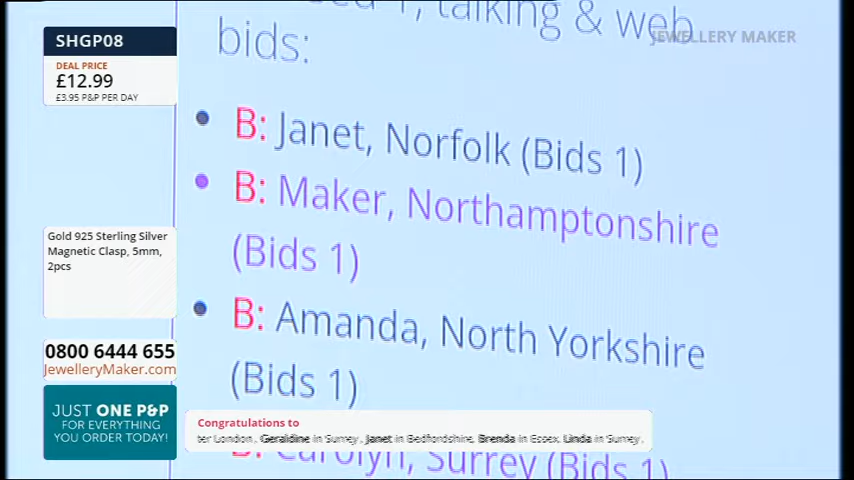 SHGP08
DEAL PRICE
£12.99
£3.95 P&P PER DAY
JEWELLERY MAKER
talking & web
bids:
B: Janet, Norfolk (Bids 1)
B: Maker, Northamptonshire
(Bids 1)
B: Amanda, North Yorkshire
(Bids 1)
B: Carolyn, Surrey (Bids 1)
Gold 925 Sterling Silver
Magnetic Clasp, 5mm,
2pcs
0800 6444 655
JewelleryMaker.com
JUST ONE P&P
FOR EVERYTHING
YOU ORDER TODAY!
Congratulations to
London, Geraldine in Surrey, Janet in Bedfordshire, Brenda in Essex, Linda in Surrey,